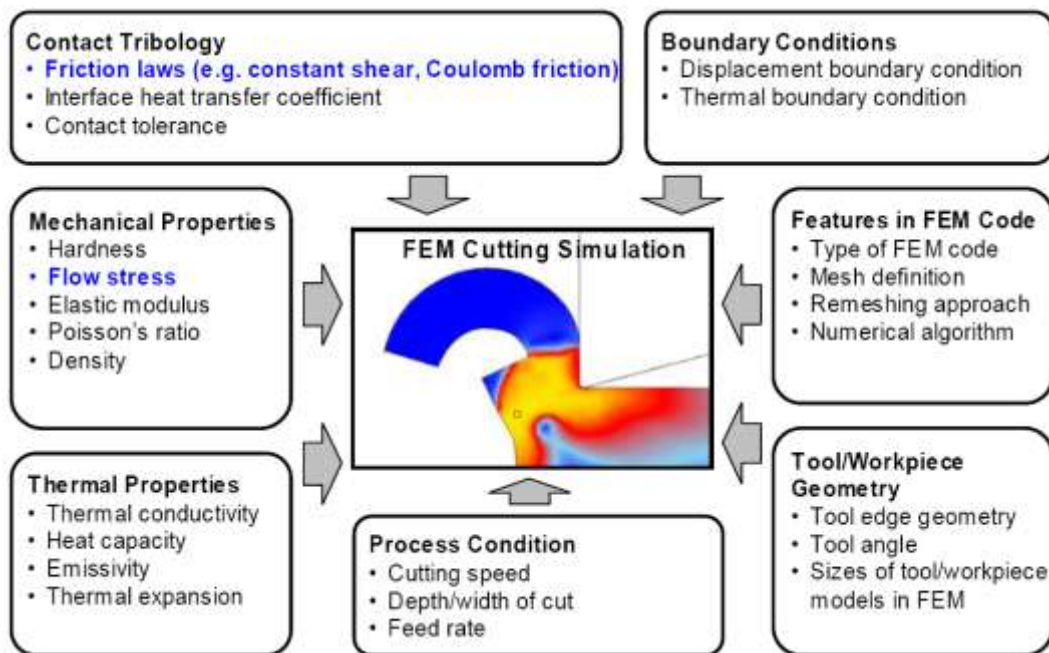 Contact Tribology
• Friction laws (e.g. constant shear, Coulomb friction)
• Interface heat transfer coefficient
• Contact tolerance
Boundary Conditions
• Displacement boundary condition
• Thermal boundary condition
Mechanical Properties
• Hardness
• Flow stress
• Elastic modulus
• Poisson's ratio
• Density
FEM Cutting Simulation
Features in FEM Code
• Type of FEM code
• Mesh definition
• Remeshing approach
• Numerical algorithm
Thermal Properties
• Thermal conductivity
• Heat capacity
• Emissivity
• Thermal expansion
Process Condition
• Cutting speed
• Depth/width of cut
• Feed rate
Tool/Workpiece
Geometry
• Tool edge geometry
• Tool angle
• Sizes of tool/workpiece
models in FEM